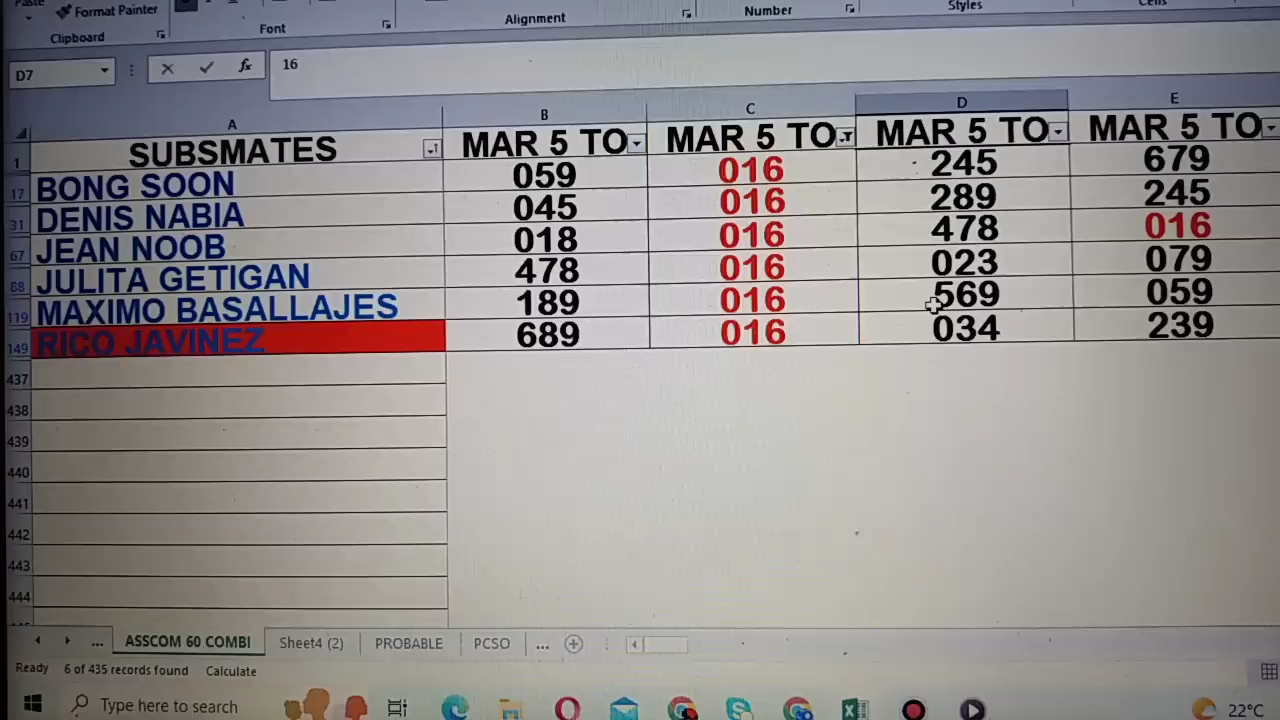 Paste Format Painter
Clipboard Font Alignment Number Styles Cells
D7 fx 16
A B C D E
1 SUBSMATES MAR 5 TO MAR 5 TO MAR 5 TO MAR 5 TO
17 BONG SOON 059 016 245 679
31 DENIS NABIA 045 016 289 245
67 JEAN NOOB 018 016 478 016
88 JULITA GETIGAN 478 016 023 079
119 MAXIMO BASALLAJES 189 016 569 059
149 RICO JAVINEZ 689 016 034 239
437
438
439
440
441
442
443
444
... ASSCOM 60 COMBI Sheet4 (2) PROBABLE PCSO ...
Ready 6 of 435 records found Calculate
Type here to search 22°C